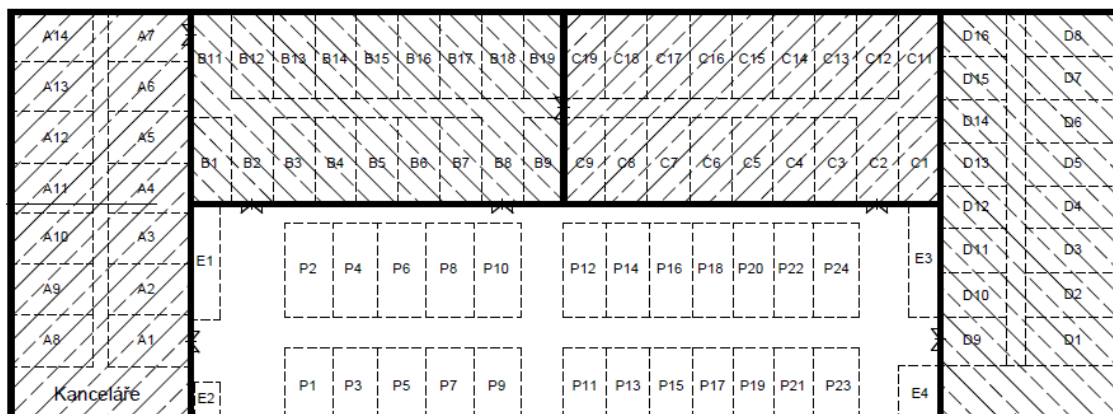 A14 A7 B11 B12 B13 B14 B15 B16 B17 B18 B19 C19 C18 C17 C16 C15 C14 C13 C12 C11 D16 D8
A13 A6 D15 D7
A12 A5 D14 D6
A11 A4 B1 B2 B3 B4 B5 B6 B7 B8 B9 C9 C8 C7 C6 C5 C4 C3 C2 C1 D13 D5
A10 A3 D12 D4
E1 P2 P4 P6 P8 P10 P12 P14 P16 P18 P20 P22 P24 E3 D11 D3
A9 A2 D10 D2
A8 A1 D9 D1
Kanceláře E2 P1 P3 P5 P7 P9 P11 P13 P15 P17 P19 P21 P23 E4